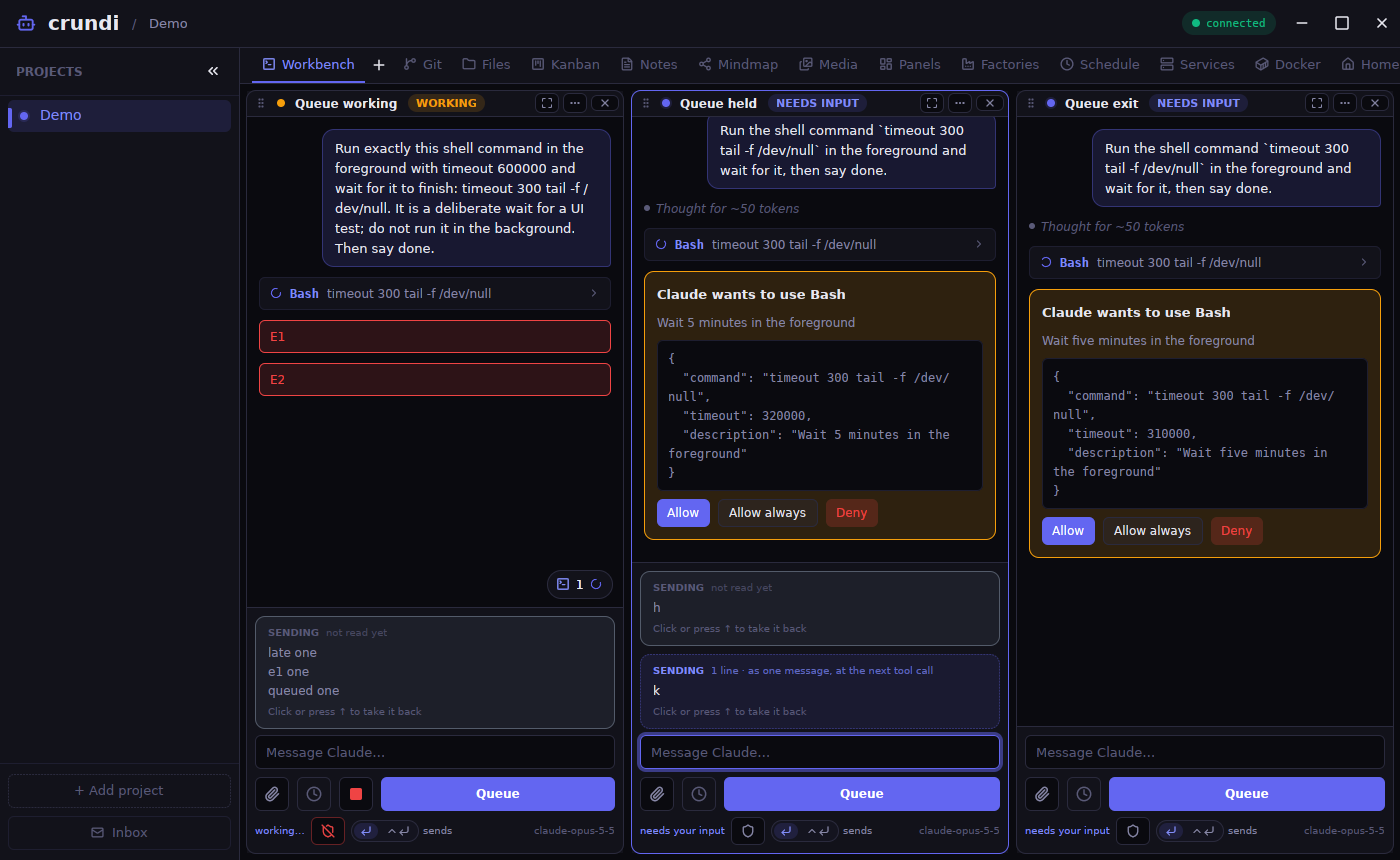 crundi / Demo
connected
PROJECTS
Demo
+ Add project
Inbox
Workbench
Git
Files
Kanban
Notes
Mindmap
Media
Panels
Factories
Schedule
Services
Docker
Home
Queue working WORKING
Run exactly this shell command in the
foreground with timeout 600000 and
wait for it to finish: timeout 300 tail -f /
dev/null. It is a deliberate wait for a UI
test; do not run it in the background.
Then say done.
Bash timeout 300 tail -f /dev/null
E1
E2
1
SENDING not read yet
late one
e1 one
queued one
Click or press ↑ to take it back
Message Claude...
Queue
working...
sends
claude-opus-5-5
Queue held NEEDS INPUT
Run the shell command `timeout 300
tail -f /dev/null` in the foreground and
wait for it, then say done.
Thought for ~50 tokens
Bash timeout 300 tail -f /dev/null
Claude wants to use Bash
Wait 5 minutes in the foreground
{
"command": "timeout 300 tail -f /dev/
null",
"timeout": 320000,
"description": "Wait 5 minutes in the
foreground"
}
Allow
Allow always
Deny
SENDING not read yet
h
Click or press ↑ to take it back
SENDING 1 line · as one message, at the next tool call
k
Click or press ↑ to take it back
Message Claude...
Queue
needs your input
sends
claude-opus-5-5
Queue exit NEEDS INPUT
Run the shell command `timeout 300
tail -f /dev/null` in the foreground and
wait for it, then say done.
Thought for ~50 tokens
Bash timeout 300 tail -f /dev/null
Claude wants to use Bash
Wait five minutes in the foreground
{
"command": "timeout 300 tail -f /dev/
null",
"timeout": 310000,
"description": "Wait five minutes in
the foreground"
}
Allow
Allow always
Deny
Message Claude...
Queue
needs your input
sends
claude-opus-5-5